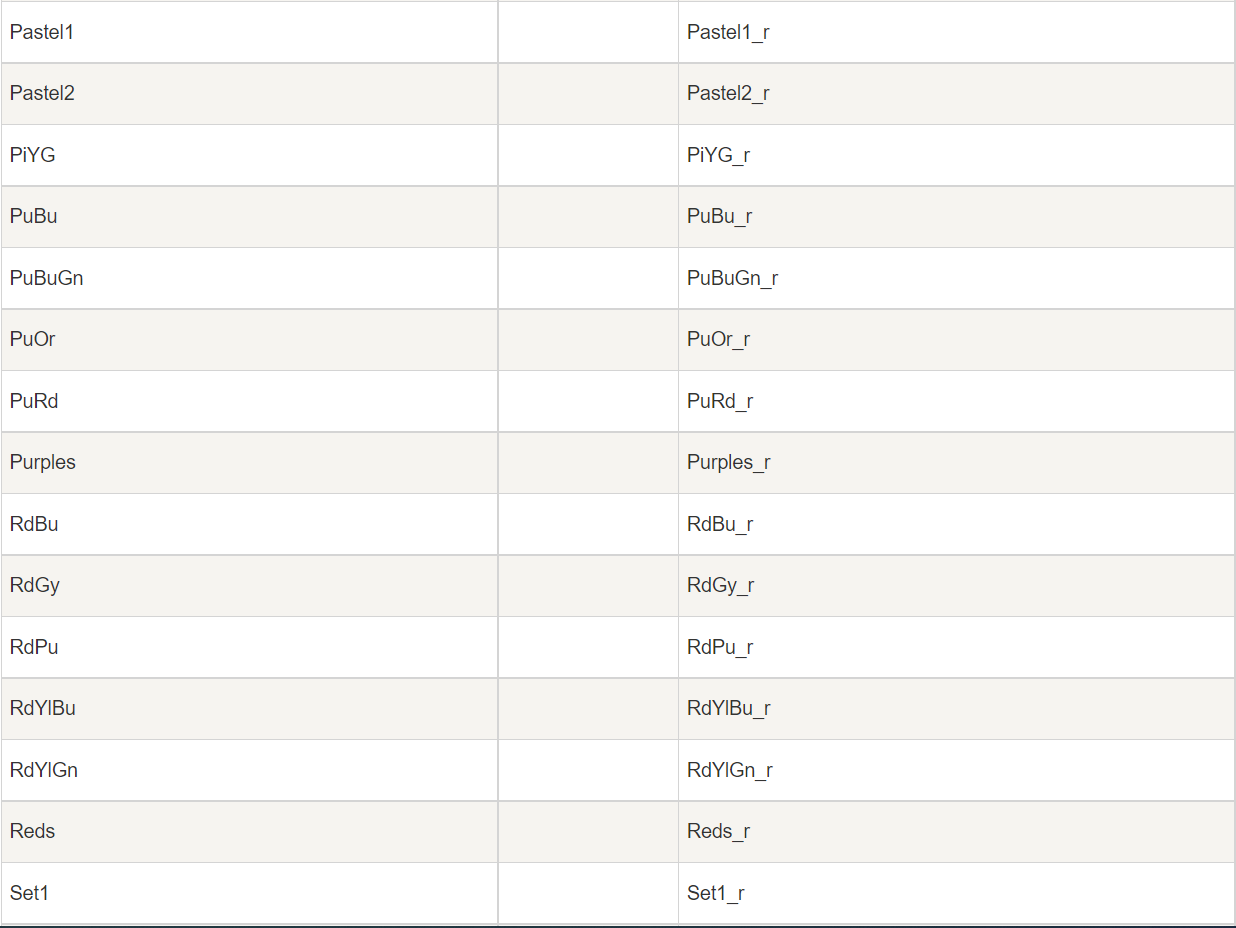 Pastel1 Pastel1_r
Pastel2 Pastel2_r
PiYG PiYG_r
PuBu PuBu_r
PuBuGn PuBuGn_r
PuOr PuOr_r
PuRd PuRd_r
Purples Purples_r
RdBu RdBu_r
RdGy RdGy_r
RdPu RdPu_r
RdYlBu RdYlBu_r
RdYlGn RdYlGn_r
Reds Reds_r
Set1 Set1_r